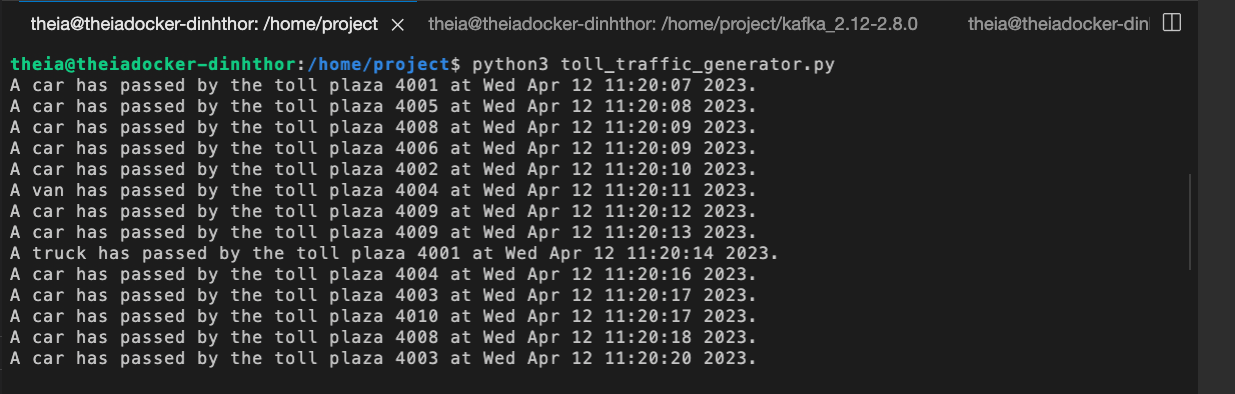 theia@theiadocker-dinhthor: /home/project × theia@theiadocker-dinhthor: /home/project/kafka_2.12-2.8.0 theia@theiadocker-din
theia@theiadocker-dinhthor:/home/project$ python3 toll_traffic_generator.py
A car has passed by the toll plaza 4001 at Wed Apr 12 11:20:07 2023.
A car has passed by the toll plaza 4005 at Wed Apr 12 11:20:08 2023.
A car has passed by the toll plaza 4008 at Wed Apr 12 11:20:09 2023.
A car has passed by the toll plaza 4006 at Wed Apr 12 11:20:09 2023.
A car has passed by the toll plaza 4002 at Wed Apr 12 11:20:10 2023.
A van has passed by the toll plaza 4004 at Wed Apr 12 11:20:11 2023.
A car has passed by the toll plaza 4009 at Wed Apr 12 11:20:12 2023.
A car has passed by the toll plaza 4009 at Wed Apr 12 11:20:13 2023.
A truck has passed by the toll plaza 4001 at Wed Apr 12 11:20:14 2023.
A car has passed by the toll plaza 4004 at Wed Apr 12 11:20:16 2023.
A car has passed by the toll plaza 4003 at Wed Apr 12 11:20:17 2023.
A car has passed by the toll plaza 4010 at Wed Apr 12 11:20:17 2023.
A car has passed by the toll plaza 4008 at Wed Apr 12 11:20:18 2023.
A car has passed by the toll plaza 4003 at Wed Apr 12 11:20:20 2023.